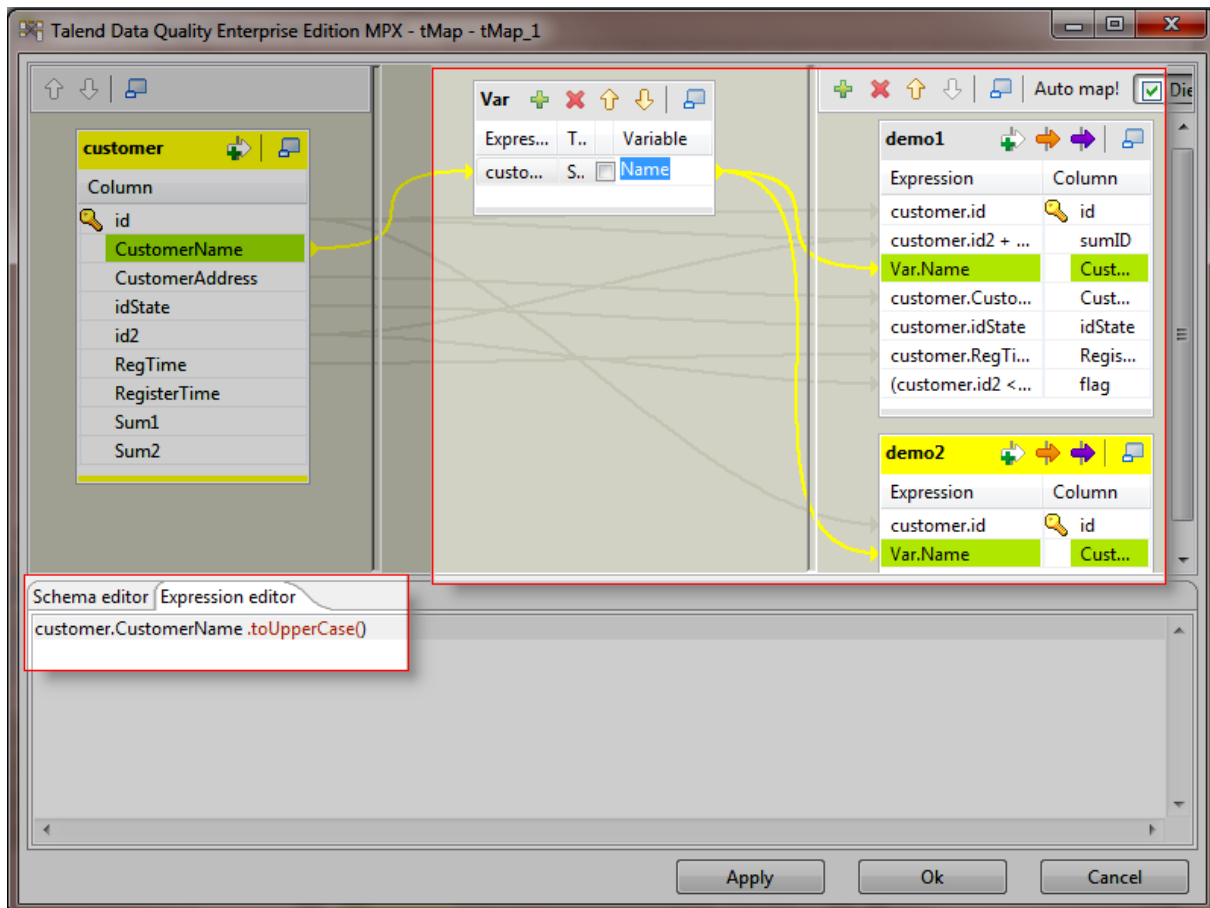 Talend Data Quality Enterprise Edition MPX - tMap - tMap_1
customer
Column
id
CustomerName
CustomerAddress
idState
id2
RegTime
RegisterTime
Sum1
Sum2
Var
Expres... T.. Variable
custo... S.. Name
Auto map!
demo1
Expression Column
customer.id id
customer.id2 + ... sumID
Var.Name Cust...
customer.Custo... Cust...
customer.idState idState
customer.RegTi... Regis...
(customer.id2 <... flag
demo2
Expression Column
customer.id id
Var.Name Cust...
Schema editor Expression editor
customer.CustomerName .toUpperCase()
Apply Ok Cancel